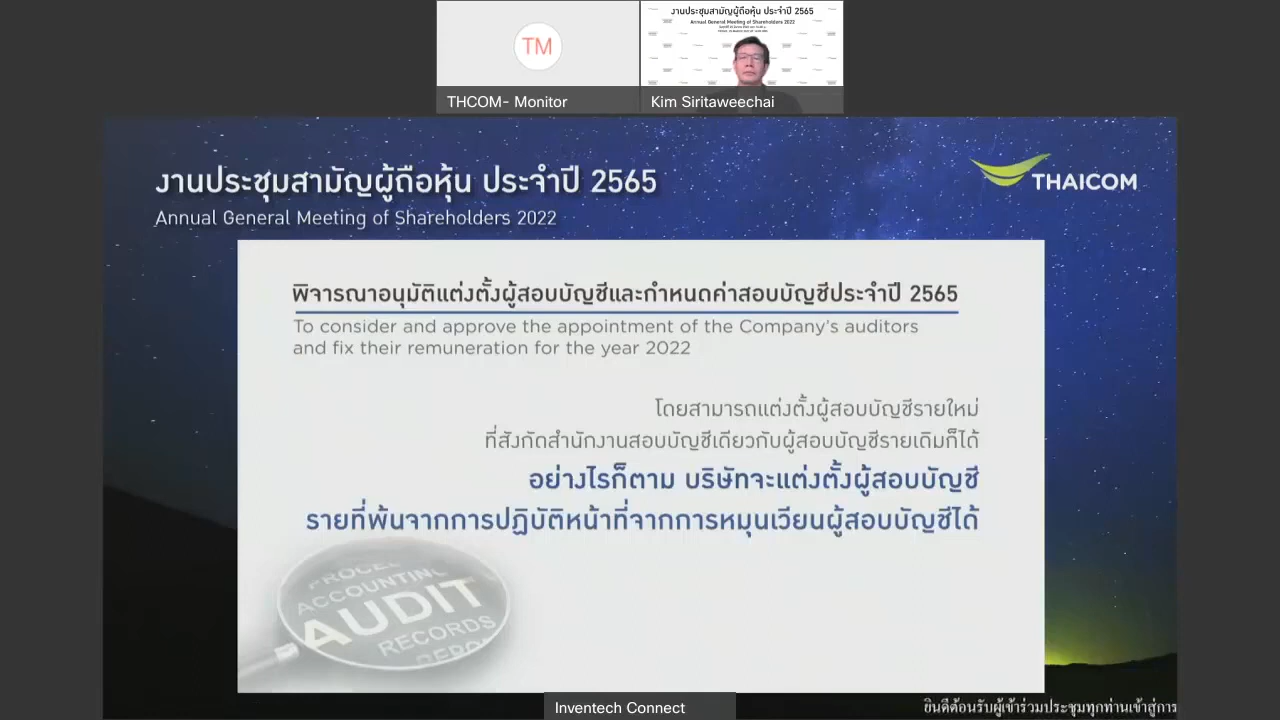 งานประชุมสามัญผู้ถือหุ้น ประจำปี 2565
Annual General Meeting of Shareholders 2022
TM
THCOM- Monitor
Kim Siritaweechai
งานประชุมสามัญผู้ถือหุ้น ประจำปี 2565
Annual General Meeting of Shareholders 2022
THAICOM
พิจารณาอนุมัติแต่งตั้งผู้สอบบัญชีและกำหนดค่าสอบบัญชีประจำปี 2565
To consider and approve the appointment of the Company's auditors
and fix their remuneration for the year 2022
โดยสามารถแต่งตั้งผู้สอบบัญชีรายใหม่
ที่สังกัดสำนักงานสอบบัญชีเดียวกับผู้สอบบัญชีรายเดิมก็ได้
อย่างไรก็ตาม บริษัทจะแต่งตั้งผู้สอบบัญชี
รายที่พ้นจากการปฏิบัติหน้าที่จากการหมุนเวียนผู้สอบบัญชีได้
ACCOUNTING
AUDIT
RECORDS
Inventech Connect
ยินดีต้อนรับผู้เข้าร่วมประชุมทุกท่านเข้าสู่การ